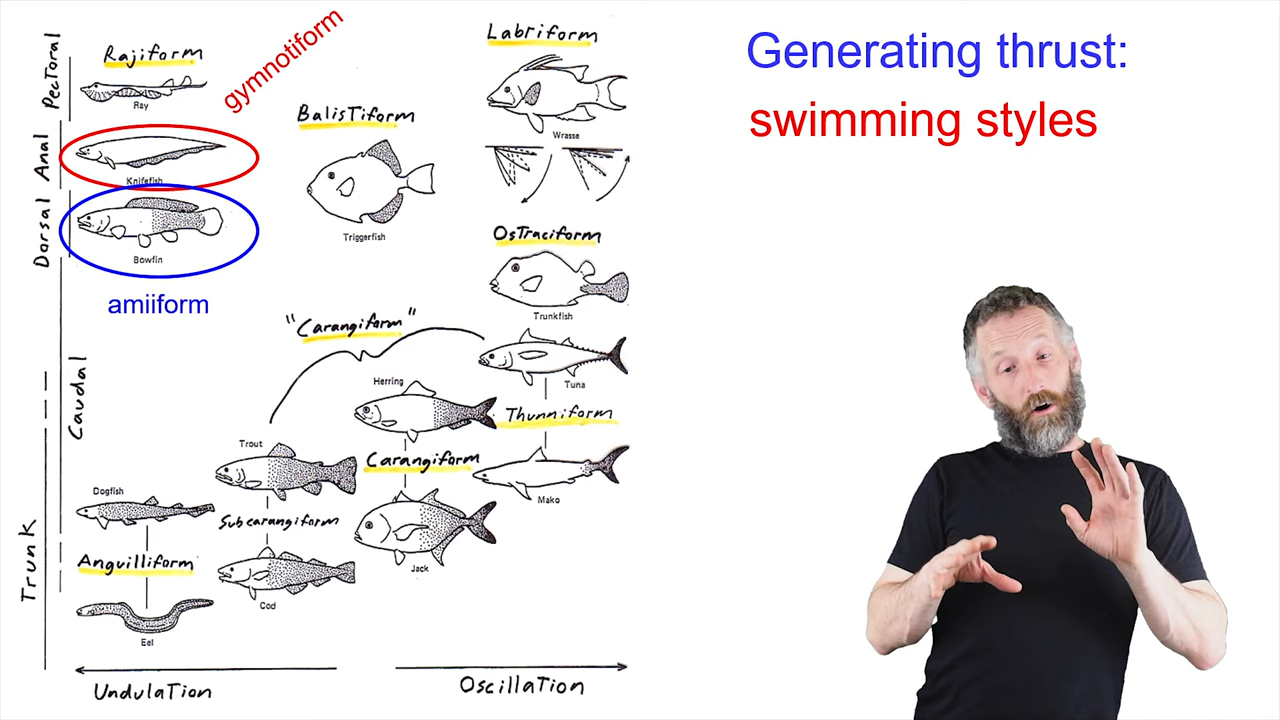 Generating thrust:
swimming styles
Pectoral
Rajiform
Ray
gymnotiform
Labriform
Wrasse
BalisTiform
Triggerfish
Anal
Knifefish
Dorsal
Bowfin
amiiform
OsTraciform
Trunkfish
"Carangiform"
Caudal
Tuna
Herring
Thunniform
Trout
Carangiform
Mako
Dogfish
Subcarangiform
Jack
Trunk
Anguilliform
Cod
Eel
UndulaTion
OscillaTion